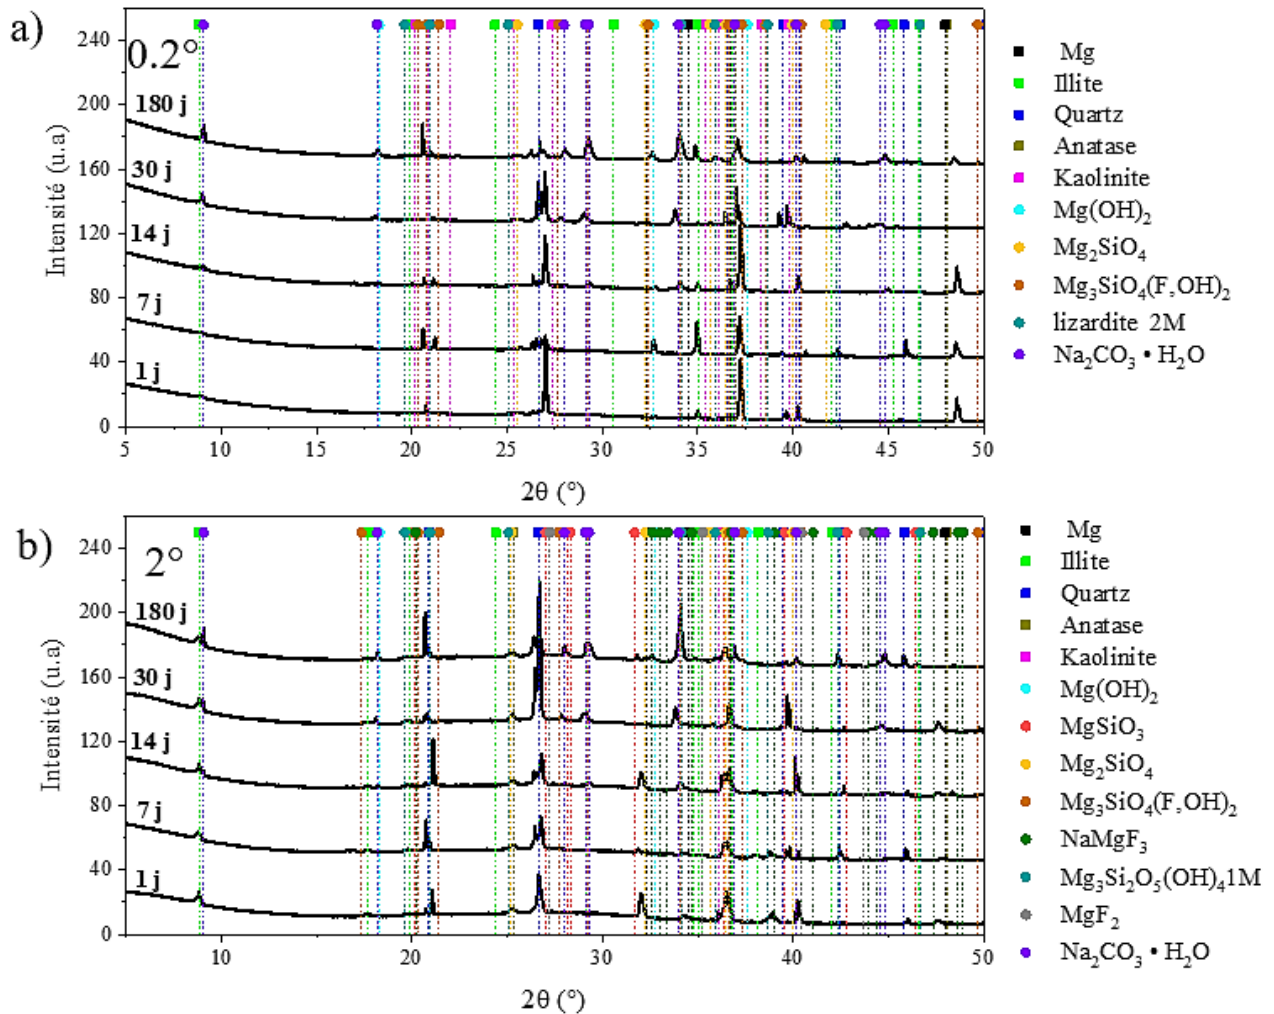 a)
0.2°
240
200
160
120
80
40
0
180 j
30 j
14 j
7 j
1 j
Intensité (u.a)
5 10 15 20 25 30 35 40 45 50
2θ (°)
Mg
Illite
Quartz
Anatase
Kaolinite
Mg(OH)₂
Mg₂SiO₄
Mg₃SiO₄(F,OH)₂
lizardite 2M
Na₂CO₃ • H₂O
b)
2°
240
200
160
120
80
40
0
180 j
30 j
14 j
7 j
1 j
Intensité (u.a)
10 20 30 40 50
2θ (°)
Mg
Illite
Quartz
Anatase
Kaolinite
Mg(OH)₂
MgSiO₃
Mg₂SiO₄
Mg₃SiO₄(F,OH)₂
NaMgF₃
Mg₃Si₂O₅(OH)₄1M
MgF₂
Na₂CO₃ • H₂O